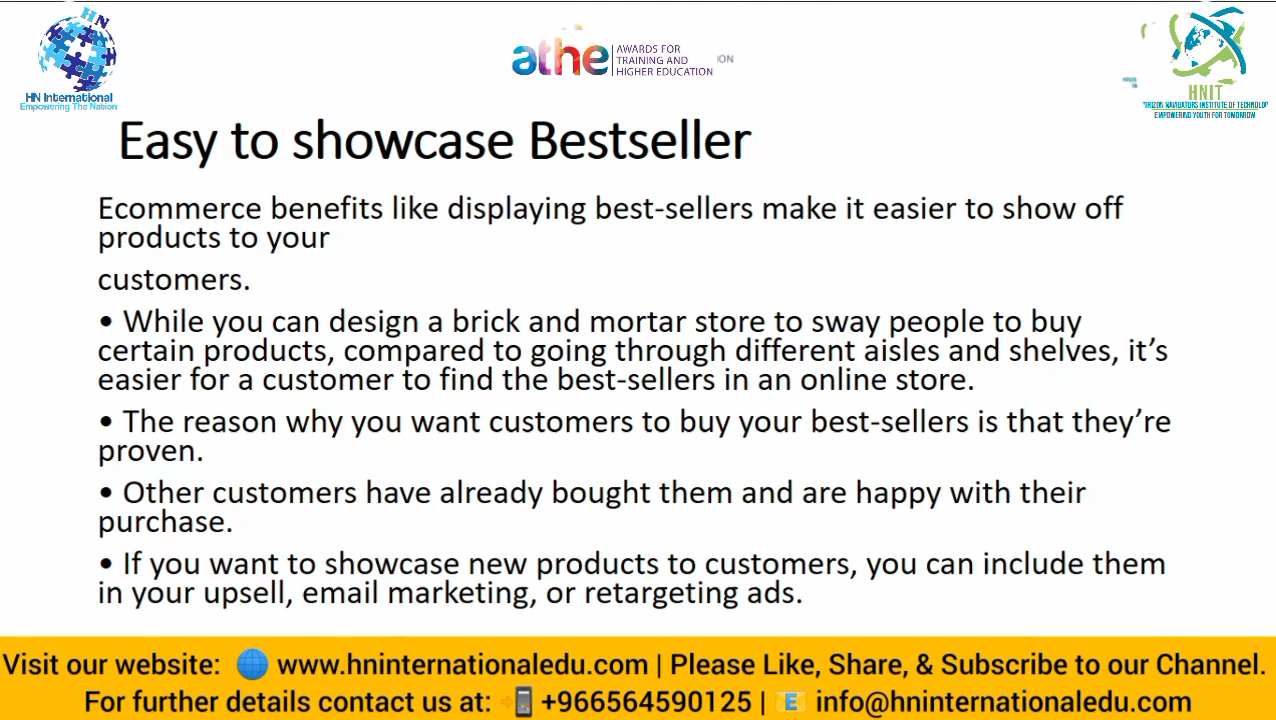 HN
HN International
Empowering The Nation
athe
AWARDS FOR
TRAINING AND
HIGHER EDUCATION
ION
HNIT
NAVIGATORS INSTITUTE OF TECHNOLOGY
EMPOWERING YOUTH FOR TOMORROW
Easy to showcase Bestseller
Ecommerce benefits like displaying best-sellers make it easier to show off
products to your
customers.
• While you can design a brick and mortar store to sway people to buy
certain products, compared to going through different aisles and shelves, it’s
easier for a customer to find the best-sellers in an online store.
• The reason why you want customers to buy your best-sellers is that they’re
proven.
• Other customers have already bought them and are happy with their
purchase.
• If you want to showcase new products to customers, you can include them
in your upsell, email marketing, or retargeting ads.
Visit our website: 🌐 www.hninternationaledu.com | Please Like, Share, & Subscribe to our Channel.
For further details contact us at: 📲 +966564590125 | 📧 info@hninternationaledu.com